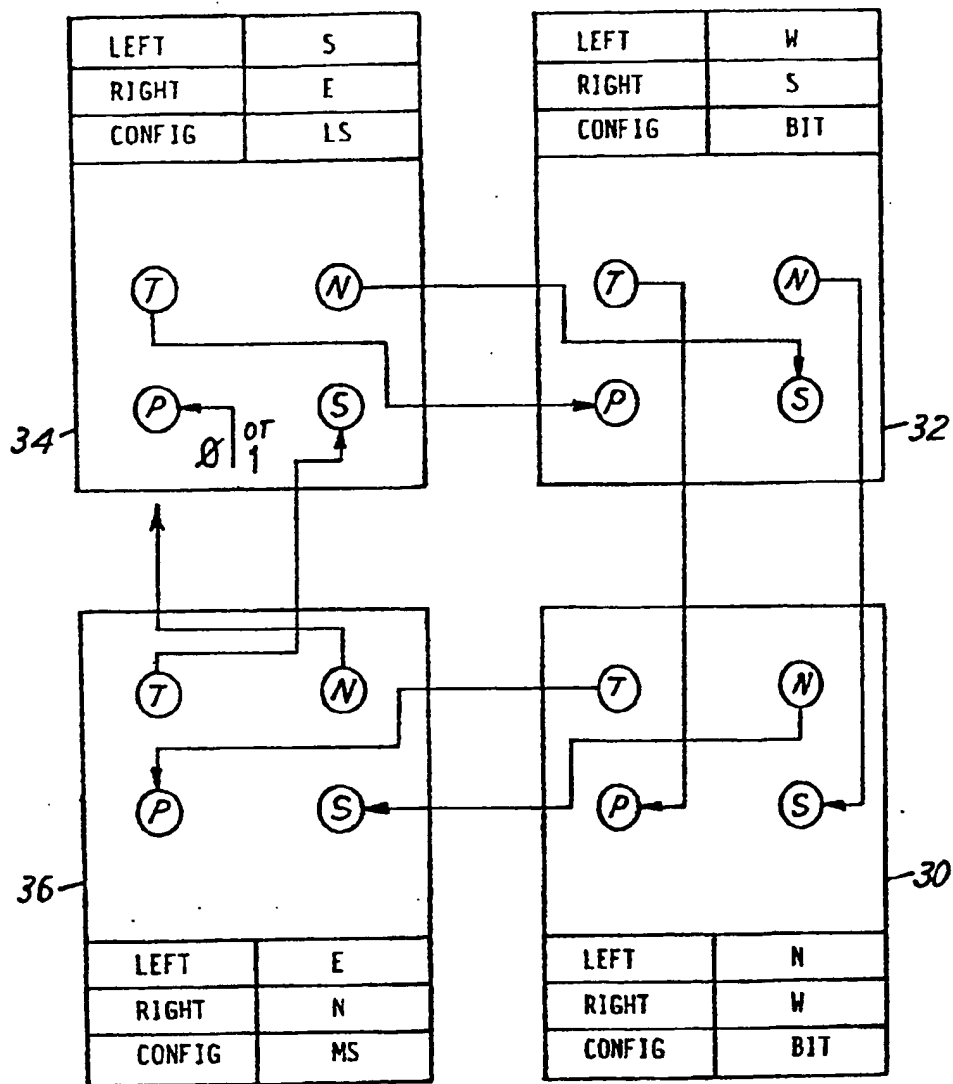 LEFT S
RIGHT E
CONFIG LS
LEFT W
RIGHT S
CONFIG BIT
T N
P S
Ø or 1
34
T N
P S
32
T N
P S
36
T N
P S
30
LEFT E
RIGHT N
CONFIG MS
LEFT N
RIGHT W
CONFIG BIT